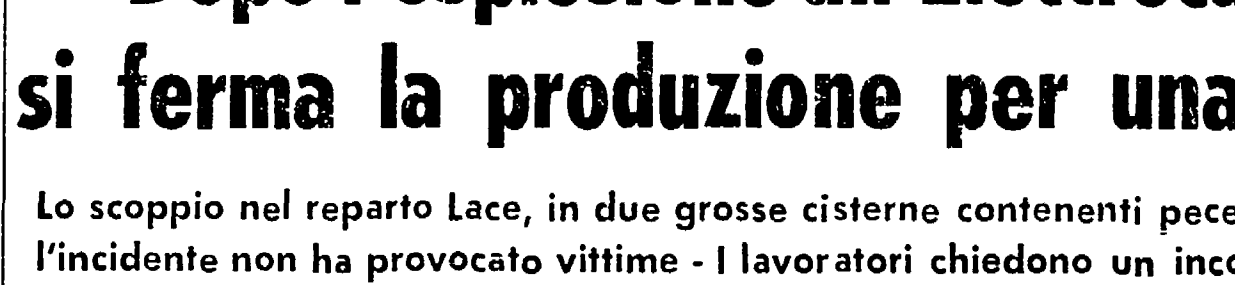 si ferma la produzione per una
Lo scoppio nel reparto Lace, in due grosse cisterne contenenti pece
l'incidente non ha provocato vittime - I lavoratori chiedono un